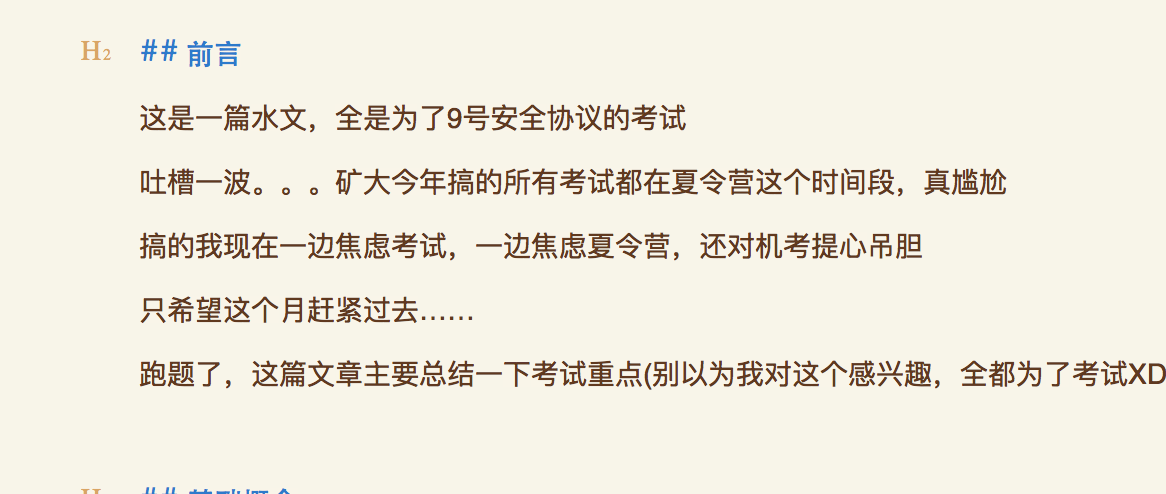 H2 ## 前言
这是一篇水文，全是为了9号安全协议的考试
吐槽一波。。。矿大今年搞的所有考试都在夏令营这个时间段，真尴尬
搞的我现在一边焦虑考试，一边焦虑夏令营，还对机考提心吊胆
只希望这个月赶紧过去……
跑题了，这篇文章主要总结一下考试重点(别以为我对这个感兴趣，全都为了考试XD